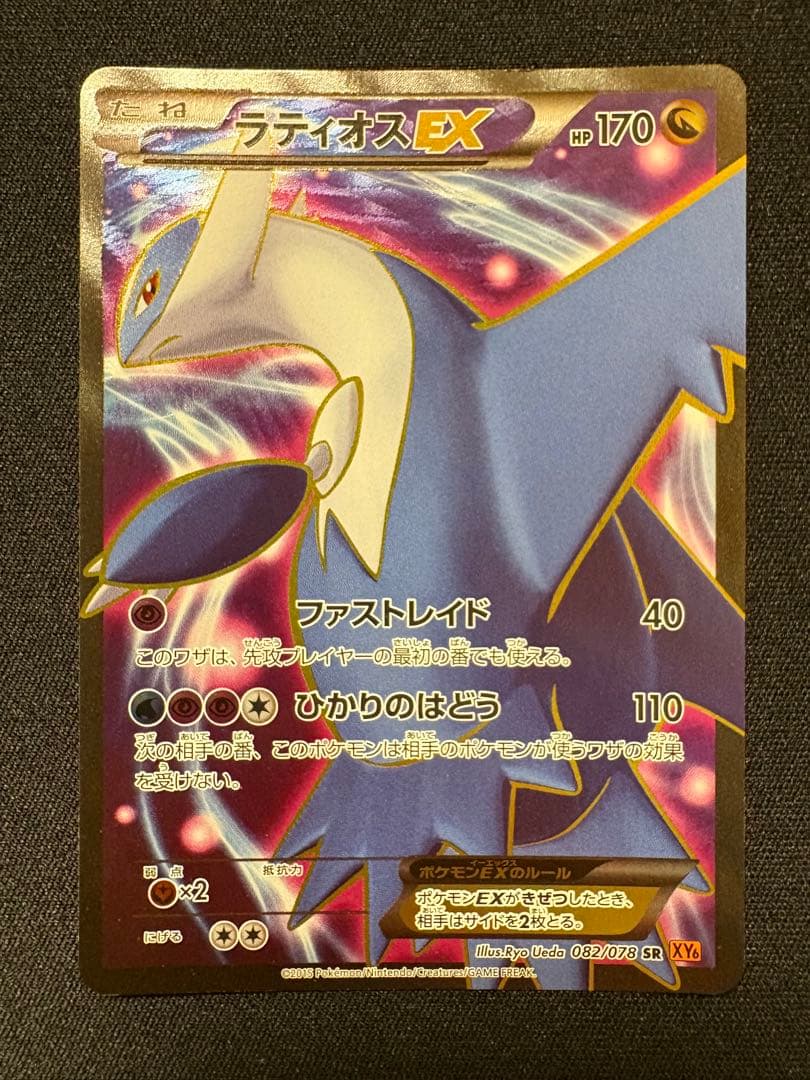 たね ラティオスEX HP170
ファストレイド 40
このワザは、先攻プレイヤーの最初の番でも使える。
ひかりのはどう 110
次の相手の番、このポケモンは相手のポケモンが使うワザの効果
を受けない。
弱点 抵抗力
×2
にげる
ポケモンEXのルール
ポケモンEXがきぜつしたとき、
相手はサイドを2枚とる。
Illus.Ryo Ueda 082/078 SR XY6
©2015 Pokémon/Nintendo/Creatures/GAME FREAK.